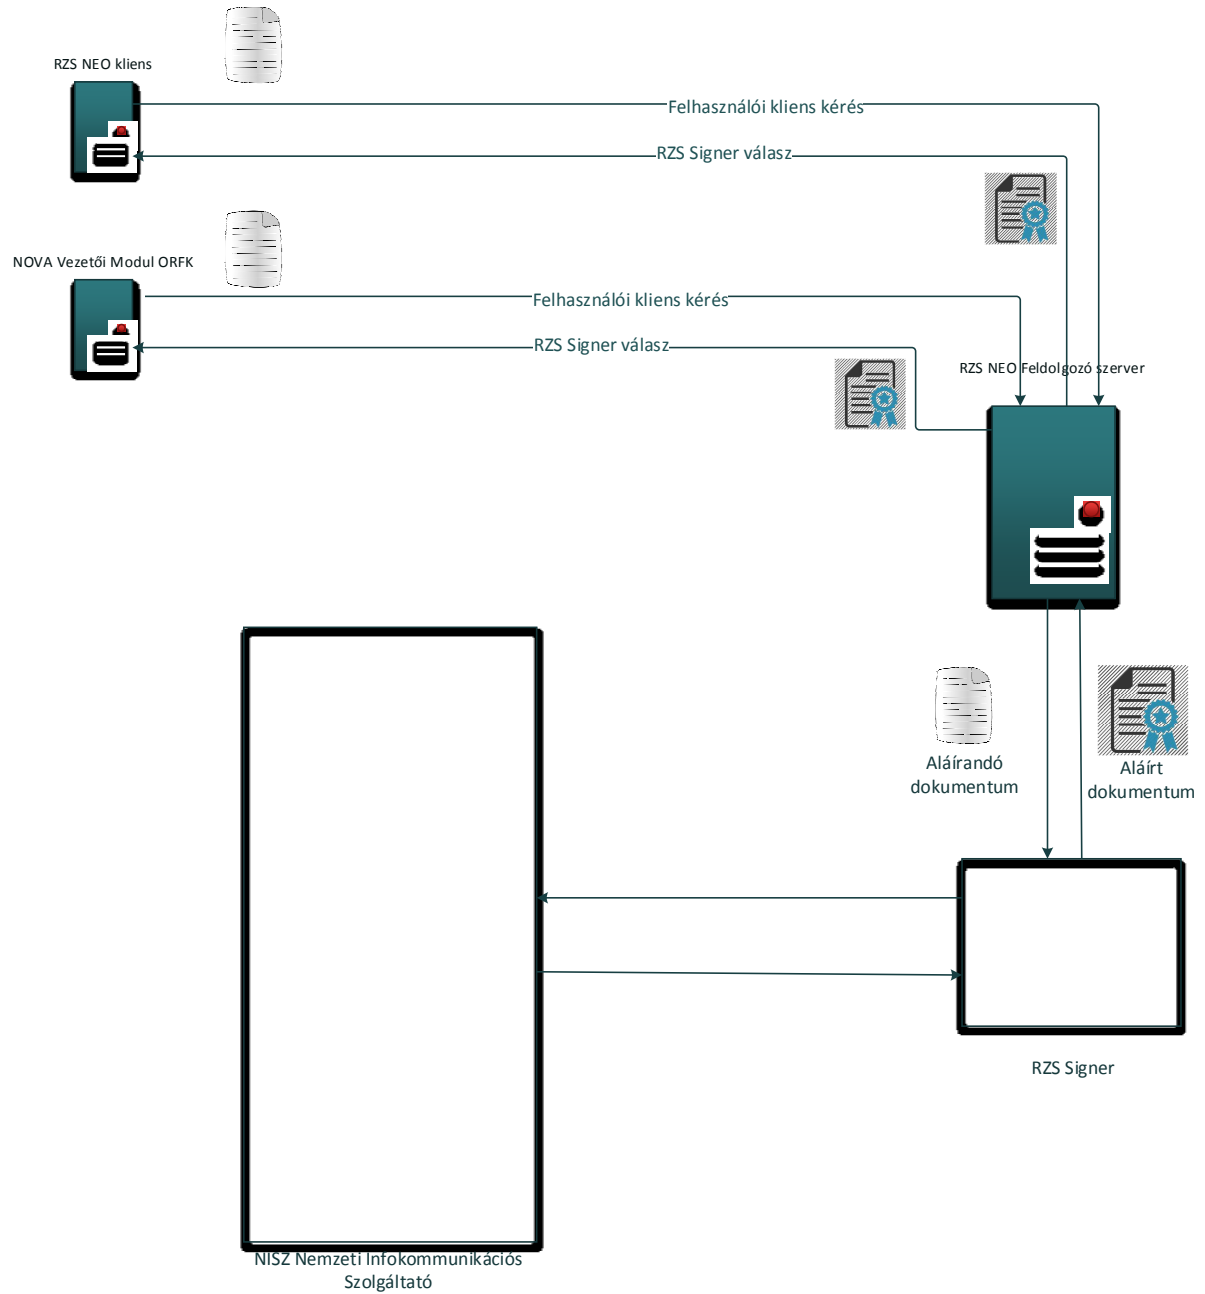 RZS NEO kliens
Felhasználói kliens kérés
RZS Signer válasz
NOVA Vezetői Modul ORFK
Felhasználói kliens kérés
RZS Signer válasz
RZS NEO Feldolgozó szerver
Aláírandó
dokumentum
Aláírt
dokumentum
RZS Signer
NISZ Nemzeti Infokommunikációs
Szolgáltató